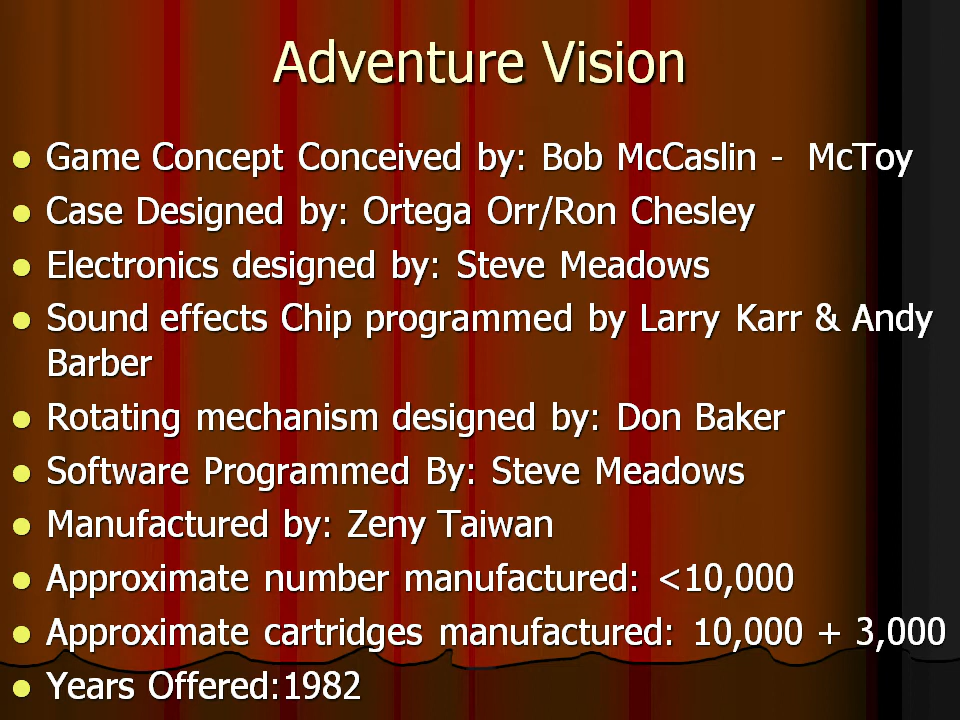 Adventure Vision
● Game Concept Conceived by: Bob McCaslin - McToy
● Case Designed by: Ortega Orr/Ron Chesley
● Electronics designed by: Steve Meadows
● Sound effects Chip programmed by Larry Karr & Andy
Barber
● Rotating mechanism designed by: Don Baker
● Software Programmed By: Steve Meadows
● Manufactured by: Zeny Taiwan
● Approximate number manufactured: <10,000
● Approximate cartridges manufactured: 10,000 + 3,000
● Years Offered:1982